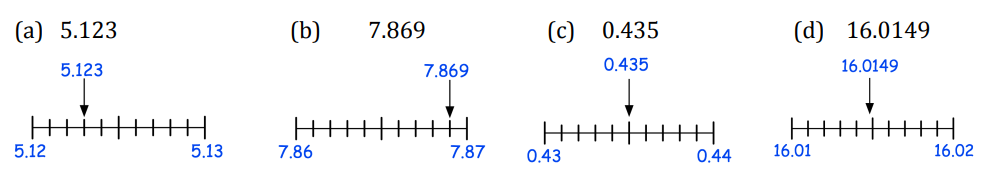 (a) 5.123 (b) 7.869 (c) 0.435 (d) 16.0149
5.123 7.869 0.435 16.0149
5.12 5.13 7.86 7.87 0.43 0.44 16.01 16.02